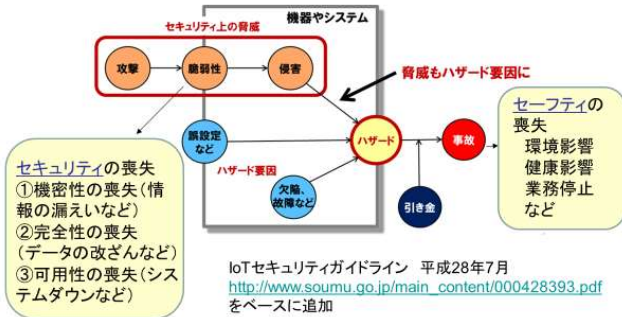 セキュリティ上の脅威
機器やシステム
攻撃
脆弱性
侵害
脅威もハザード要因に
誤設定
など
ハザード
事故
ハザード要因
欠陥、
故障など
引き金
セーフティの
喪失
環境影響
健康影響
業務停止
など
セキュリティの喪失
①機密性の喪失(情
報の漏えいなど)
②完全性の喪失
(データの改ざんなど)
③可用性の喪失(シス
テムダウンなど)
IoTセキュリティガイドライン 平成28年7月
http://www.soumu.go.jp/main_content/000428393.pdf
をベースに追加